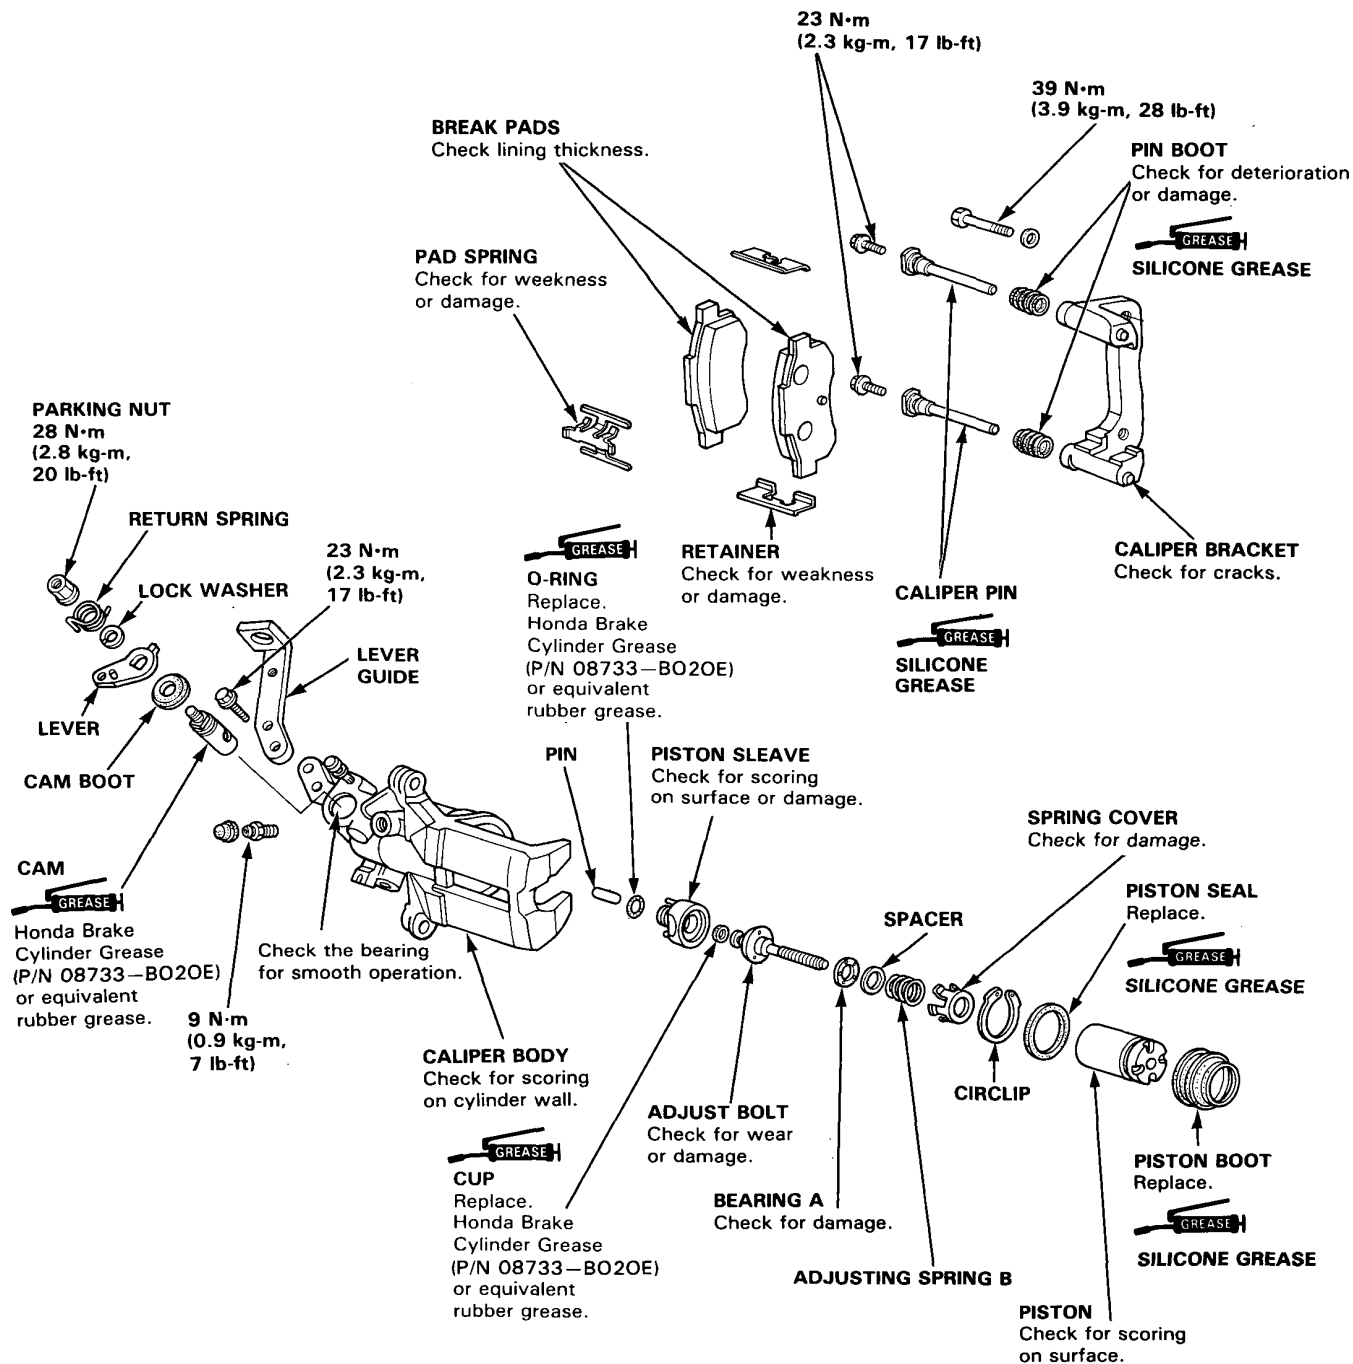 23 N·m
(2.3 kg-m, 17 lb-ft)
39 N·m
(3.9 kg-m, 28 lb-ft)
BREAK PADS
Check lining thickness.
PIN BOOT
Check for deterioration
or damage.
GREASE
SILICONE GREASE
PAD SPRING
Check for weekness
or damage.
PARKING NUT
28 N·m
(2.8 kg-m,
20 lb-ft)
RETURN SPRING
LOCK WASHER
23 N·m
(2.3 kg-m,
17 lb-ft)
LEVER
GUIDE
LEVER
CAM BOOT
GREASE
O-RING
Replace.
Honda Brake
Cylinder Grease
(P/N 08733—BO2OE)
or equivalent
rubber grease.
RETAINER
Check for weakness
or damage.
CALIPER PIN
GREASE
SILICONE
GREASE
CALIPER BRACKET
Check for cracks.
PIN
PISTON SLEAVE
Check for scoring
on surface or damage.
SPRING COVER
Check for damage.
CAM
GREASE
Honda Brake
Cylinder Grease
(P/N 08733—BO2OE)
or equivalent
rubber grease.
9 N·m
(0.9 kg-m,
7 lb-ft)
Check the bearing
for smooth operation.
CALIPER BODY
Check for scoring
on cylinder wall.
SPACER
PISTON SEAL
Replace.
GREASE
SILICONE GREASE
CIRCLIP
ADJUST BOLT
Check for wear
or damage.
GREASE
CUP
Replace.
Honda Brake
Cylinder Grease
(P/N 08733—BO2OE)
or equivalent
rubber grease.
BEARING A
Check for damage.
ADJUSTING SPRING B
PISTON BOOT
Replace.
GREASE
SILICONE GREASE
PISTON
Check for scoring
on surface.